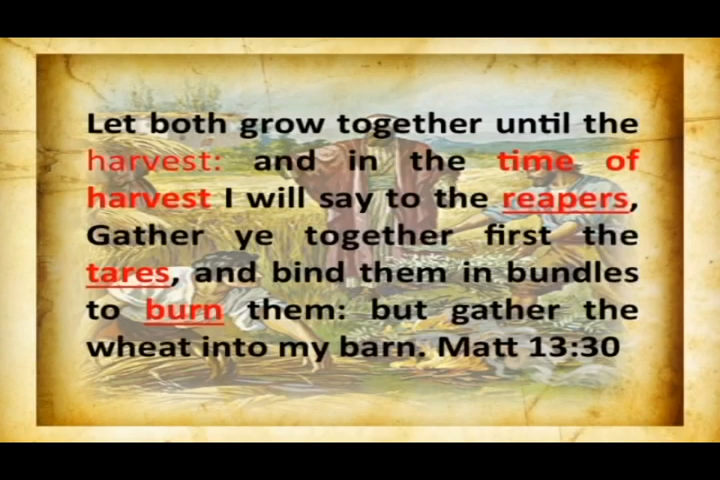 Let both grow together until the
harvest: and in the time of
harvest I will say to the reapers,
Gather ye together first the
tares, and bind them in bundles
to burn them: but gather the
wheat into my barn. Matt 13:30